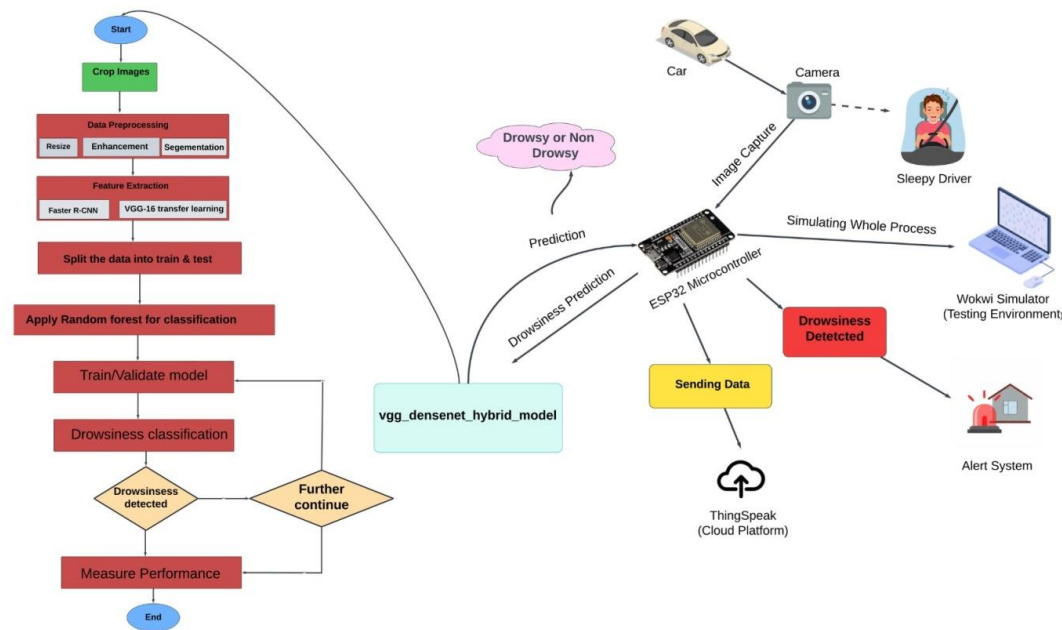 Start
Crop Images
Data Preprocessing
Resize
Enhancement
Segementation
Feature Extraction
Faster R-CNN
VGG-16 transfer learning
Split the data into train & test
Apply Random forest for classification
Train/Validate model
Drowsiness classification
Drowsinsess
detected
Further
continue
Measure Performance
End
Car
Camera
Image Capture
Sleepy Driver
Drowsy or Non
Drowsy
Prediction
Drowsiness Prediction
ESP32 Microcontroller
Simulating Whole Process
Wokwi Simulator
(Testing Environment)
Drowsiness
Detetcted
Sending Data
vgg_densenet_hybrid_model
Alert System
ThingSpeak
(Cloud Platform)